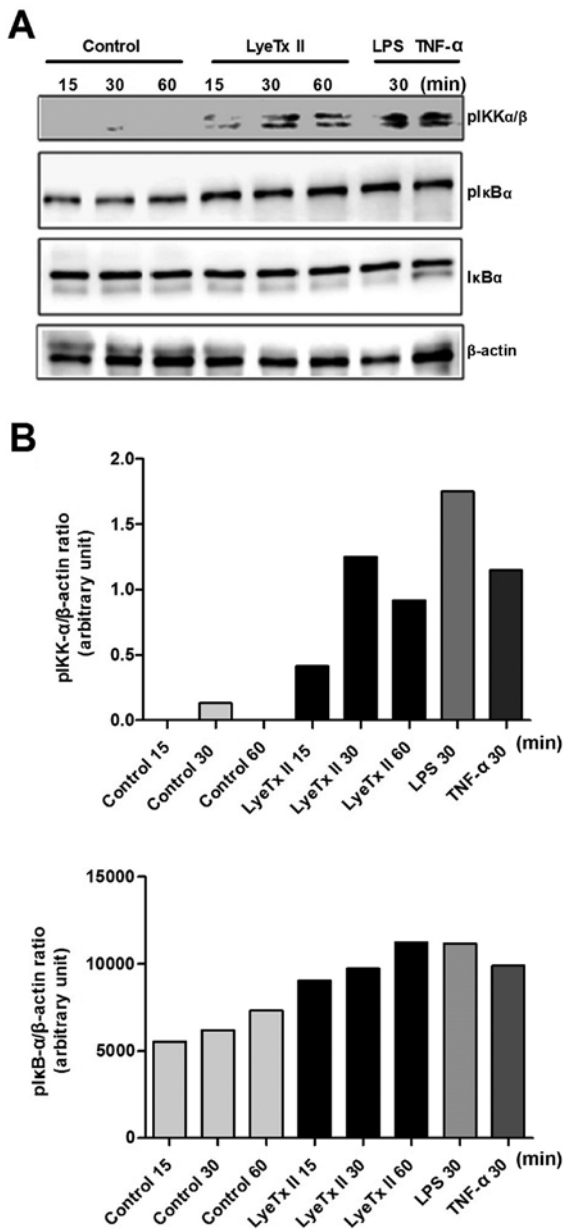 A
Control LyeTx II LPS TNF-α
15 30 60 15 30 60 30 (min)
pIKKα/β
pIκBα
IκBα
β-actin
B
pIKK-α/β-actin ratio
(arbitrary unit)
2.0
1.5
1.0
0.5
0.0
Control 15
Control 30
Control 60
LyeTx II 15
LyeTx II 30
LyeTx II 60
LPS 30
TNF-α 30
(min)
pIκB-α/β-actin ratio
(arbitrary unit)
15000
10000
5000
0
Control 15
Control 30
Control 60
LyeTx II 15
LyeTx II 30
LyeTx II 60
LPS 30
TNF-α 30
(min)